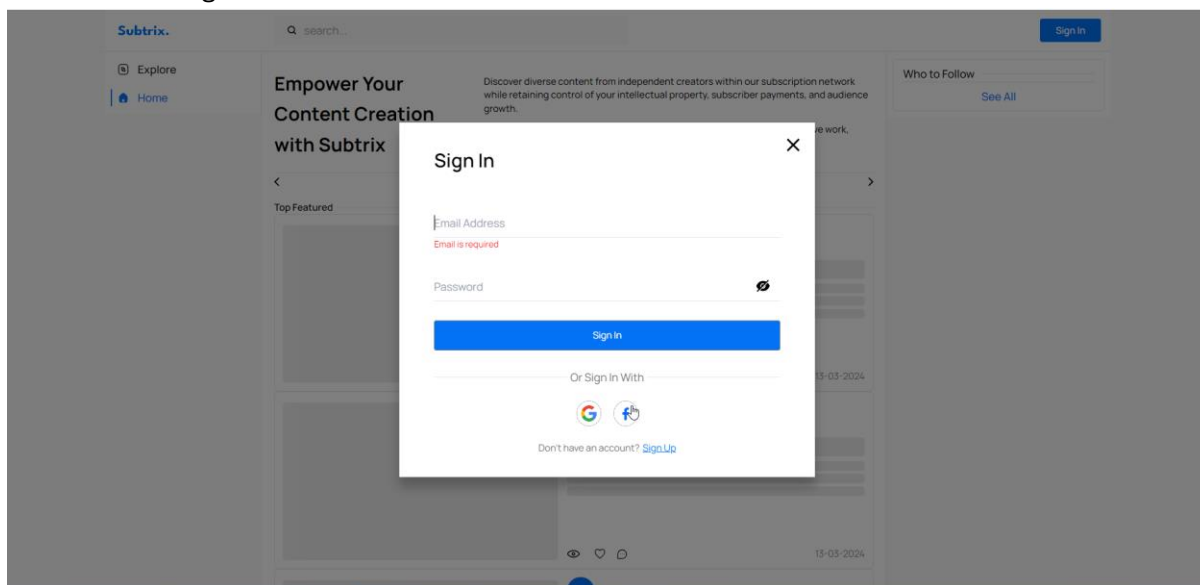 Subtrix.
search...
Sign In
Explore
Home
Empower Your
Content Creation
with Subtrix
Discover diverse content from independent creators within our subscription network
while retaining control of your intellectual property, subscriber payments, and audience
growth.
ve work,
Who to Follow
See All
Top Featured
Sign In
Email Address
Email is required
Password
Sign In
Or Sign In With
Don't have an account? Sign Up
13-03-2024
13-03-2024